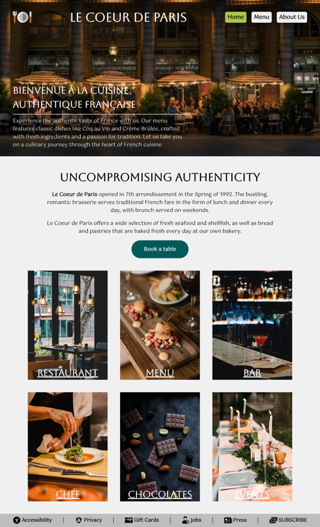 LE COEUR DE PARIS
Home Menu About Us
BIENVENUE À LA CUISINE
AUTHENTIQUE FRANÇAISE
Experience the authentic taste of France with us. Our menu
features classic dishes like Coq au Vin and Crème Brûlée, crafted
with fresh ingredients and a passion for tradition. Let us take you
on a culinary journey through the heart of French cuisine.
UNCOMPROMISING AUTHENTICITY
Le Coeur de Paris opened in 7th arrondissement in the Spring of 1992. The bustling,
romantic brasserie serves traditional French fare in the form of lunch and dinner every
day, with brunch served on weekends.
Le Coeur de Paris offers a wide selection of fresh seafood and shellfish, as well as bread
and pastries that are baked fresh every day at our own bakery.
Book a table
RESTAURANT
MENU
BAR
CHEF
CHOCOLATES
EVENTS
Accessibility | Privacy | Gift Cards | Jobs | Press | SUBSCRIBE